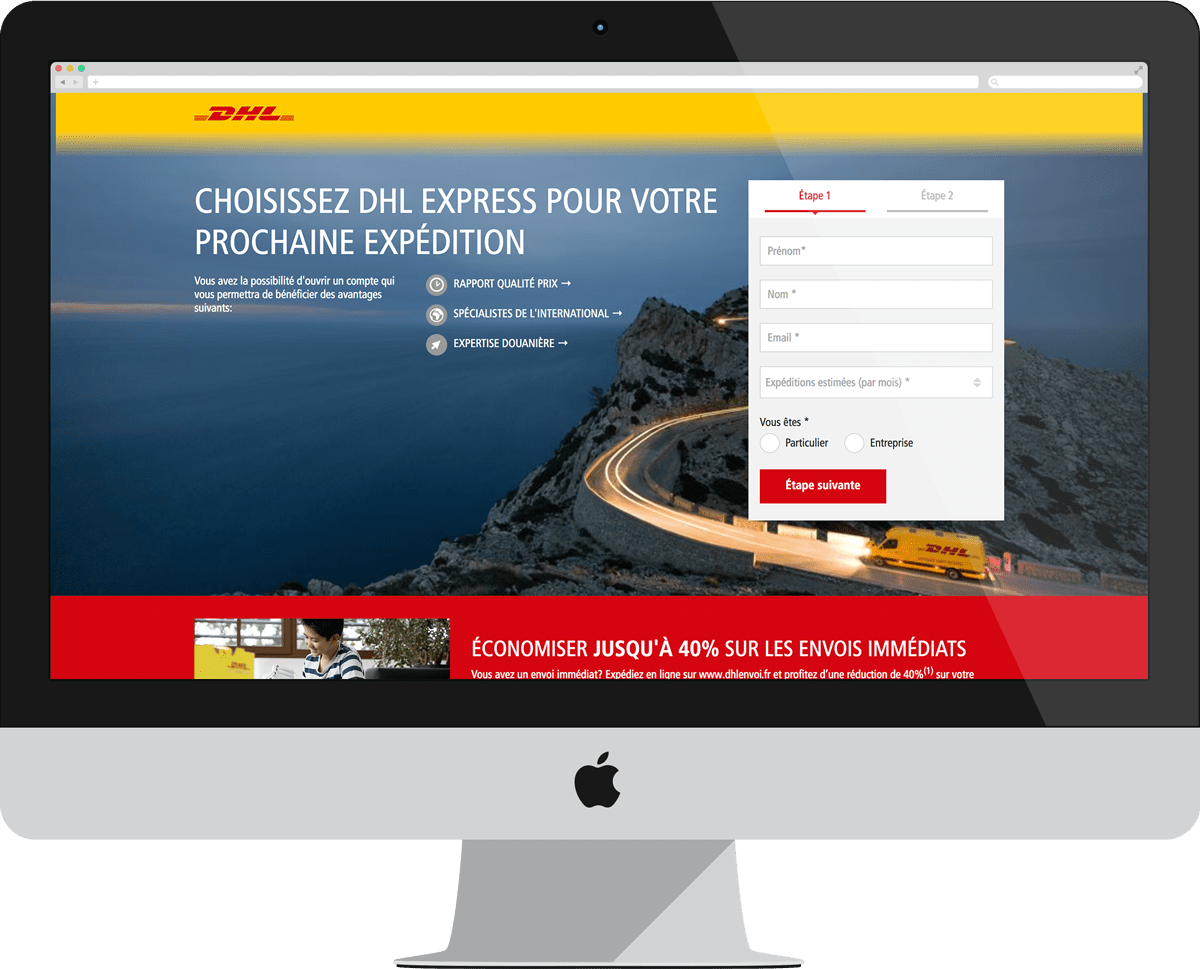 DHL
CHOISISSEZ DHL EXPRESS POUR VOTRE
PROCHAINE EXPÉDITION
Vous avez la possibilité d'ouvrir un compte qui
vous permettra de bénéficier des avantages
suivants:
RAPPORT QUALITÉ PRIX →
SPÉCIALISTES DE L'INTERNATIONAL →
EXPERTISE DOUANIÈRE →
Étape 1
Étape 2
Prénom*
Nom *
Email *
Expéditions estimées (par mois) *
Vous êtes *
Particulier
Entreprise
Étape suivante
DHL
DHL
ÉCONOMISER JUSQU'À 40% SUR LES ENVOIS IMMÉDIATS
Vous avez un envoi immédiat? Expédiez en ligne sur www.dhlenvoi.fr et profitez d'une réduction de 40%(1) sur votre